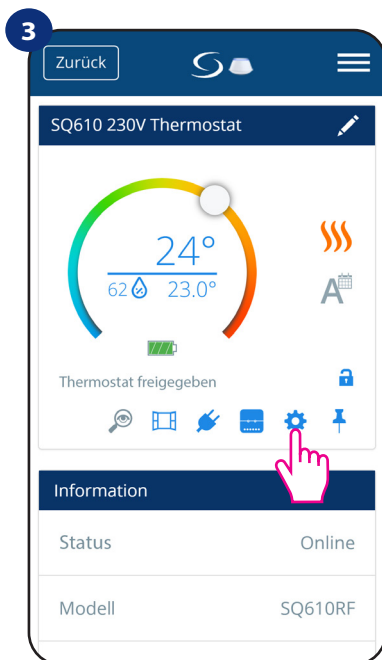 3
Zurück
SQ610 230V Thermostat
24°
62 23.0°
A
Thermostat freigegeben
Information
Status Online
Modell SQ610RF